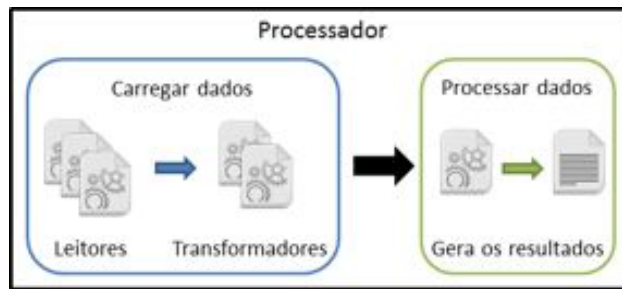 Processador
Carregar dados
Processar dados
Leitores
Transformadores
Gera os resultados